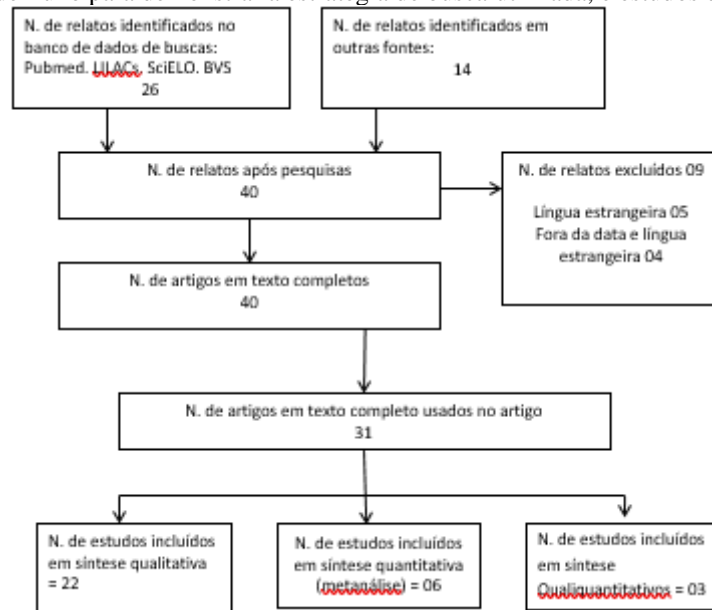 N. de relatos identificados no
banco de dados de buscas:
Pubmed. LILACs, SciELO. BVS
26
N. de relatos identificados em
outras fontes:
14
N. de relatos após pesquisas
40
N. de relatos excluídos 09
Língua estrangeira 05
Fora da data e língua
estrangeira 04
N. de artigos em texto completos
40
N. de artigos em texto completo usados no artigo
31
N. de estudos incluídos
em síntese qualitativa
= 22
N. de estudos incluídos
em síntese quantitativa
(metanálise) = 06
N. de estudos incluídos
em síntese
Qualiquantitativos = 03